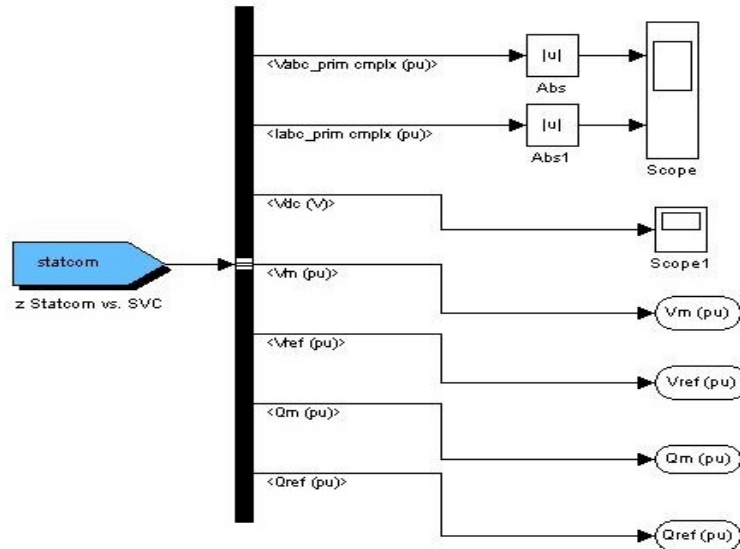 <Vabc_prim cmplx (pu)>
|u|
Abs
<Iabc_prim cmplx (pu)>
|u|
Abs1
Scope
<Vdc (V)>
Scope1
statcom
z Statcom vs. SVC
<Vm (pu)>
Vm (pu)
<Vref (pu)>
Vref (pu)
<Qm (pu)>
Qm (pu)
<Qref (pu)>
Qref (pu)